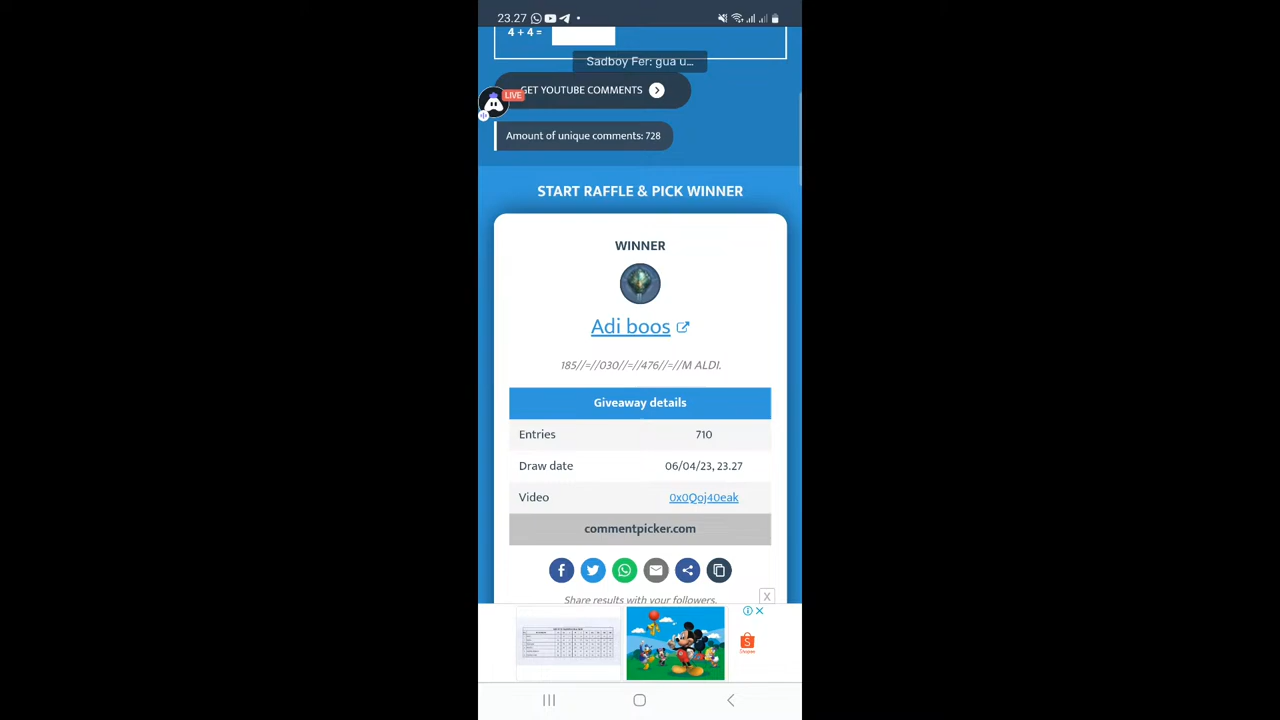 23.27
4 + 4 =
Sadboy Fer: gua u...
GET YOUTUBE COMMENTS
LIVE
Amount of unique comments: 728
START RAFFLE & PICK WINNER
WINNER
Adi boos
185//=//030//=//476//=//M ALDI.
Giveaway details
Entries 710
Draw date 06/04/23, 23.27
Video 0x0Qoj40eak
commentpicker.com
Share results with your followers.
X
Shopee